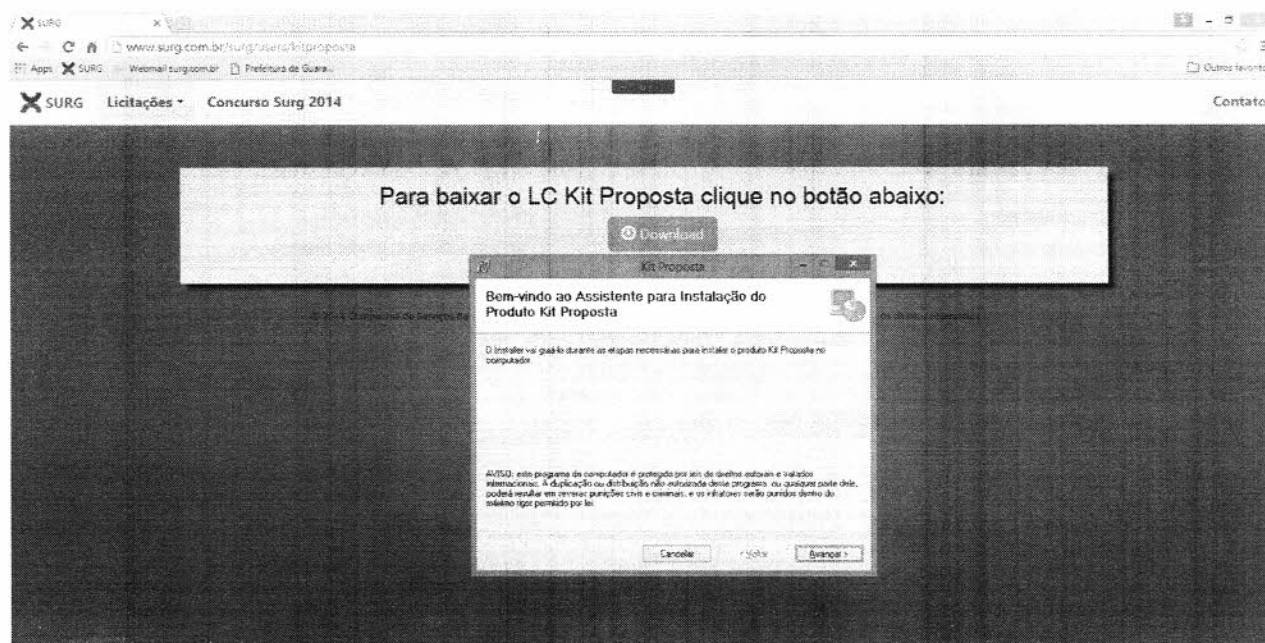 SURG
www.surg.com.br/surg/users/kitproposta
Apps SURG Webmail surg.com.br Prefeitura de Guara...
Outros favorito
SURG Licitações Concurso Surg 2014 Contato
Para baixar o LC Kit Proposta clique no botão abaixo:
Download
Kit Proposta
Bem-vindo ao Assistente para Instalação do
Produto Kit Proposta
O Installer vai guiá-lo durante as etapas necessárias para instalar o produto Kit Proposta no
computador.
AVISO: este programa de computador é protegido por leis de direitos autorais e tratados
internacionais. A duplicação ou distribuição não autorizada deste programa, ou qualquer parte dele,
poderá resultar em severas punições civis e criminais, e os infratores serão punidos dentro do
máximo rigor permitido por lei.
Cancelar < Voltar Avançar >